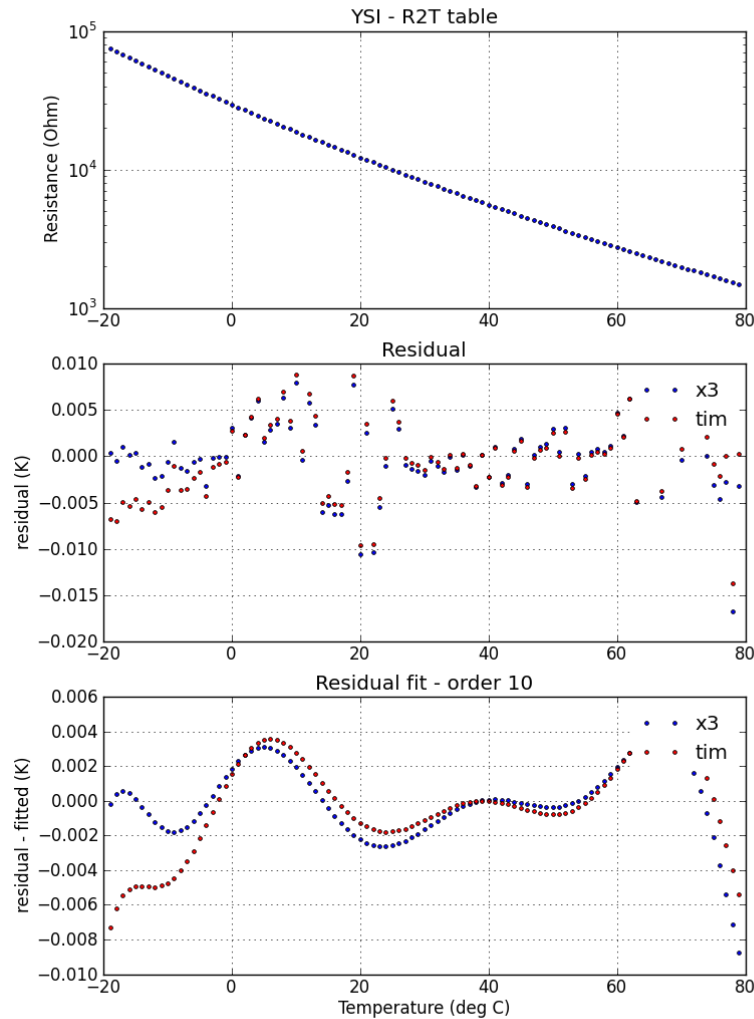 YSI - R2T table
Resistance (Ohm)
10^5
10^4
10^3
−20 0 20 40 60 80
Residual
residual (K)
0.010
0.005
0.000
−0.005
−0.010
−0.015
−0.020
x3
tim
−20 0 20 40 60 80
Residual fit - order 10
residual - fitted (K)
0.006
0.004
0.002
0.000
−0.002
−0.004
−0.006
−0.008
−0.010
x3
tim
−20 0 20 40 60 80
Temperature (deg C)